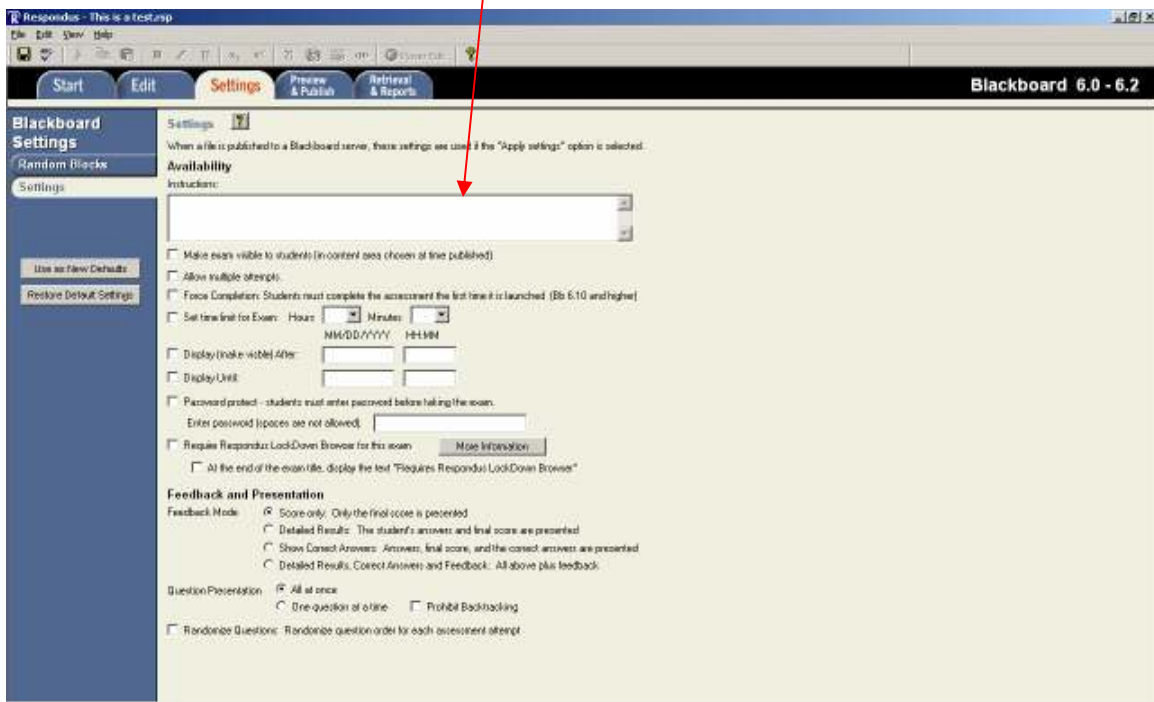 Respondus - This is a test.rsp
File Edit View Help
Start Edit Settings Preview & Publish Retrieval & Reports Blackboard 6.0 - 6.2
Blackboard Settings
Random Blocks
Settings
Use as New Defaults
Restore Default Settings
Settings ?
When a file is published to a Blackboard server, these settings are used if the "Apply settings" option is selected.
Availability
Instructions:
Make exam visible to students (in content area chosen at time published)
Allow multiple attempts.
Force Completion: Students must complete the assessment the first time it is launched (Bb 6.10 and higher)
Set time limit for Exam: Hours Minutes
MM/DD/YYYY HH:MM
Display (make visible) After:
Display Until:
Password protect - students must enter password before taking the exam.
Enter password (spaces are not allowed):
Require Respondus LockDown Browser for this exam More Information
At the end of the exam title, display the text "Requires Respondus LockDown Browser"
Feedback and Presentation
Feedback Mode Score only: Only the final score is presented
Detailed Results: The student's answers and final score are presented
Show Correct Answers: Answers, final score, and the correct answers are presented
Detailed Results, Correct Answers and Feedback: All above plus feedback
Question Presentation All at once
One question at a time Prohibit Backtracking
Randomize Questions: Randomize question order for each assessment attempt